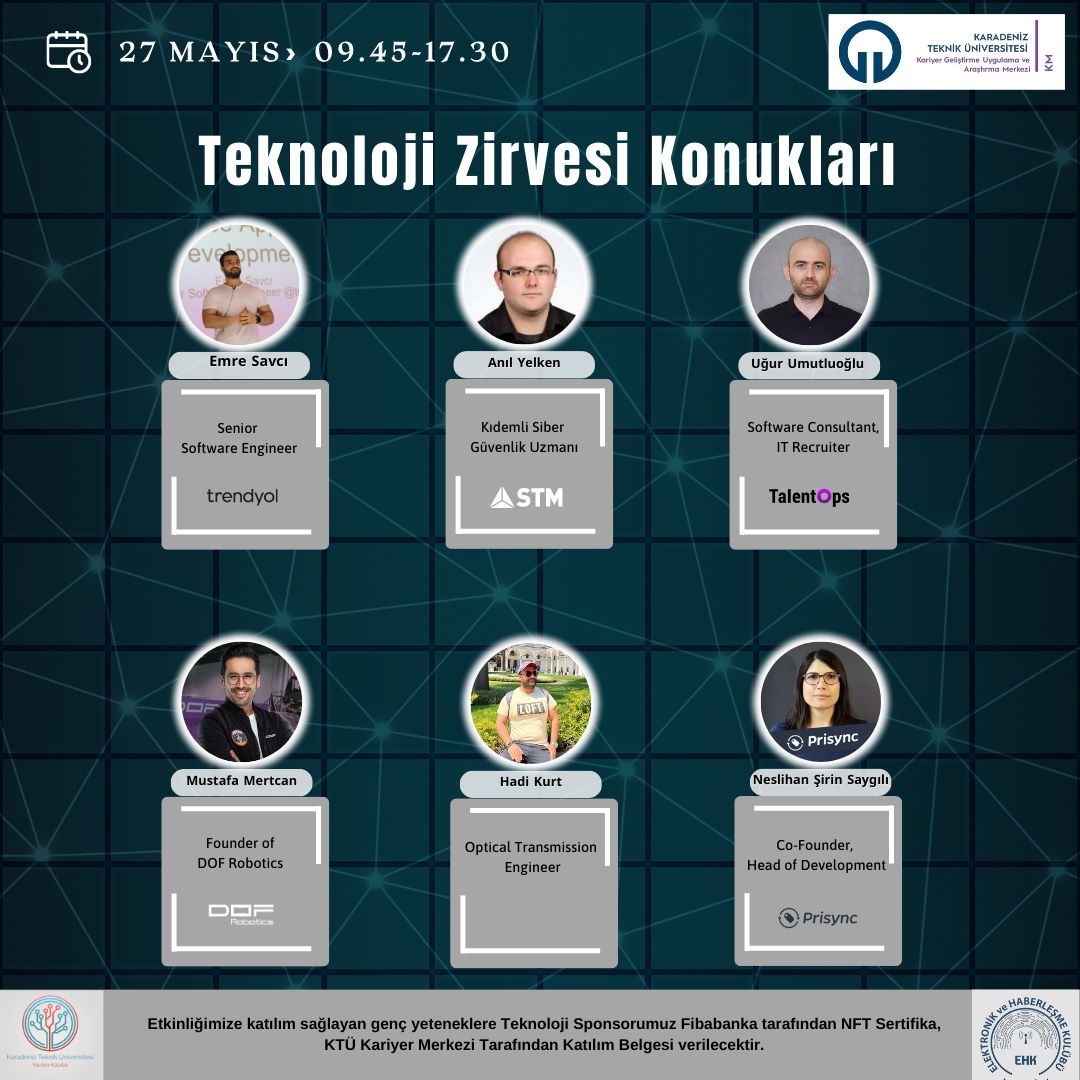 27 MAYIS› 09.45-17.30
KARADENİZ
TEKNİK ÜNİVERSİTESİ
Kariyer Geliştirme Uygulama ve
Araştırma Merkezi
KM
Teknoloji Zirvesi Konukları
Emre Savcı
Senior
Software Engineer
trendyol
Anıl Yelken
Kıdemli Siber
Güvenlik Uzmanı
STM
Uğur Umutluoğlu
Software Consultant,
IT Recruiter
TalentOps
Mustafa Mertcan
Founder of
DOF Robotics
DOF
Robotics
LOFT
Hadi Kurt
Optical Transmission
Engineer
Prisync
Neslihan Şirin Saygılı
Co-Founder,
Head of Development
Prisync
Karadeniz Teknik Üniversitesi
Yazılım Kulübü
Etkinliğimize katılım sağlayan genç yeteneklere Teknoloji Sponsorumuz Fibabanka tarafından NFT Sertifika,
KTÜ Kariyer Merkezi Tarafından Katılım Belgesi verilecektir.
ELEKTRONİK ve HABERLEŞME KULÜBÜ
EHK